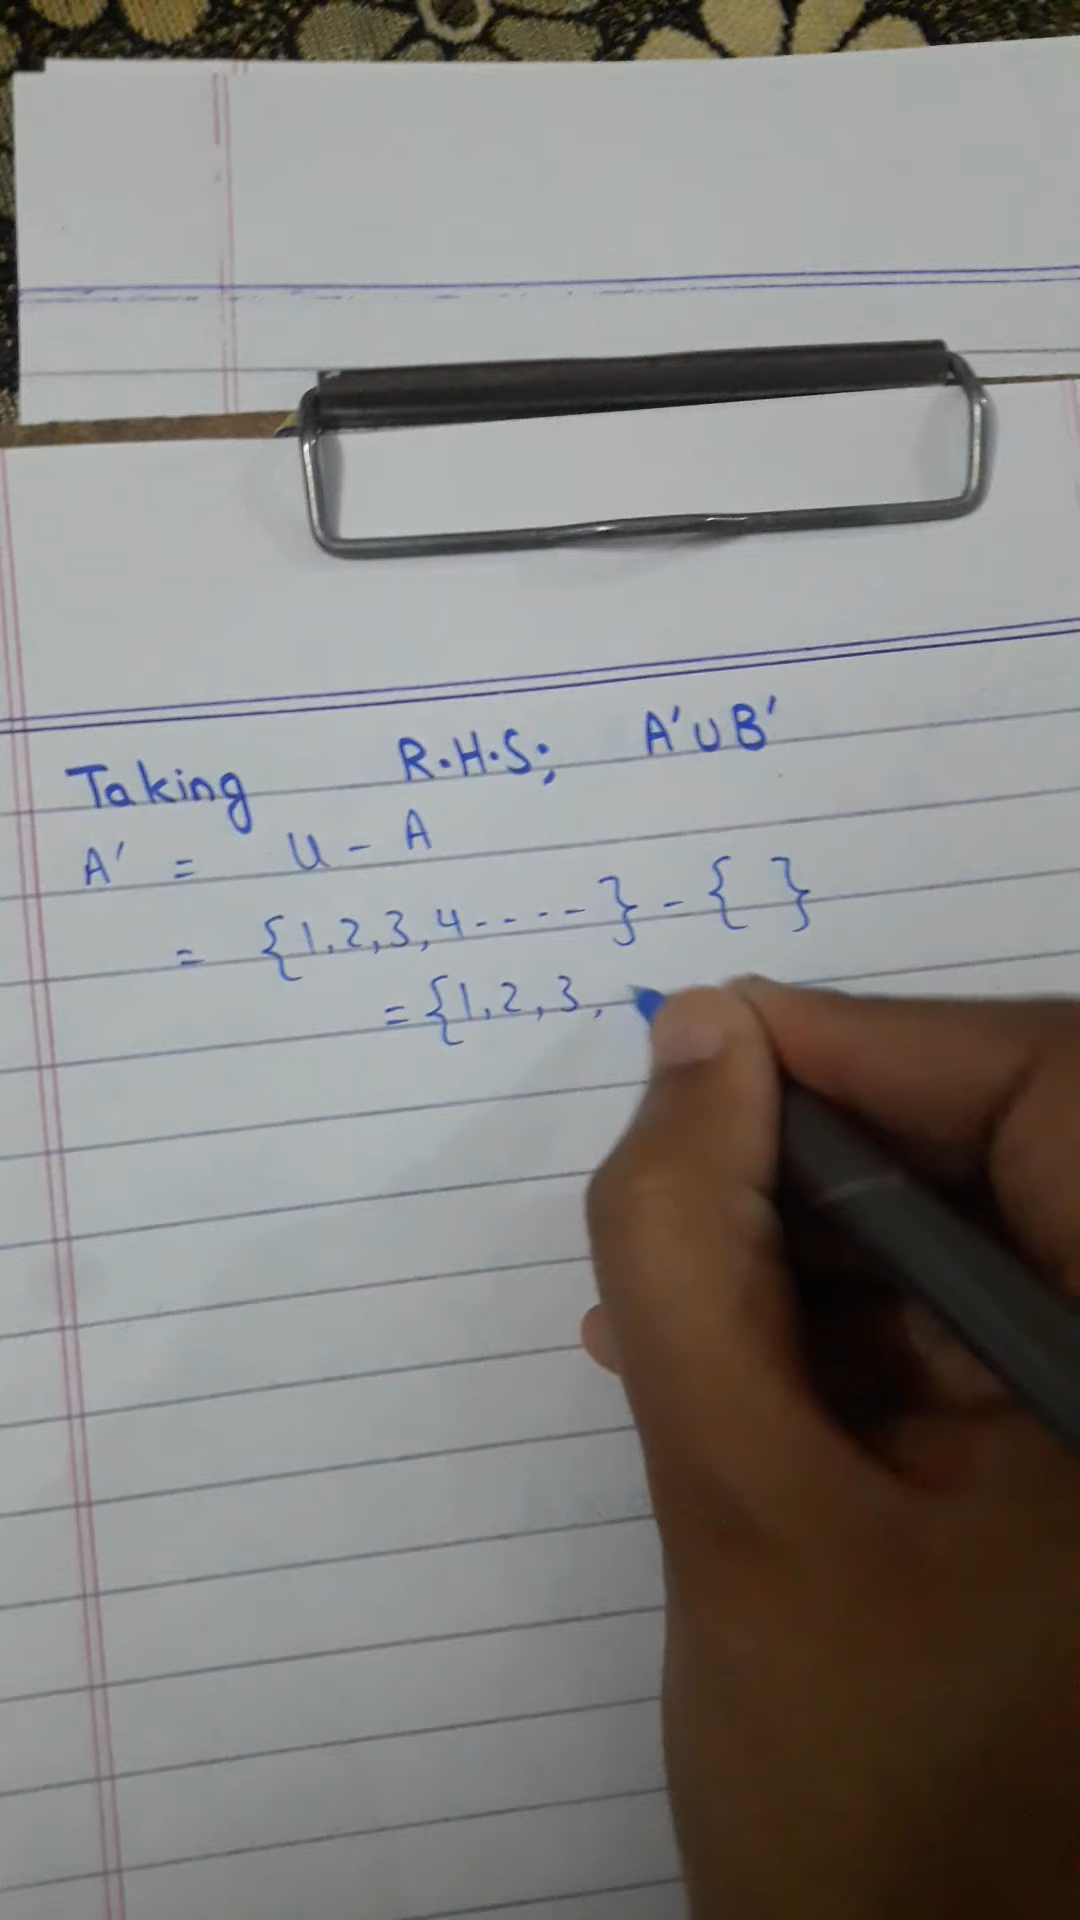 Taking R.H.S; A'∪B'
A' = U - A
= {1,2,3,4-----} - { }
= {1,2,3,